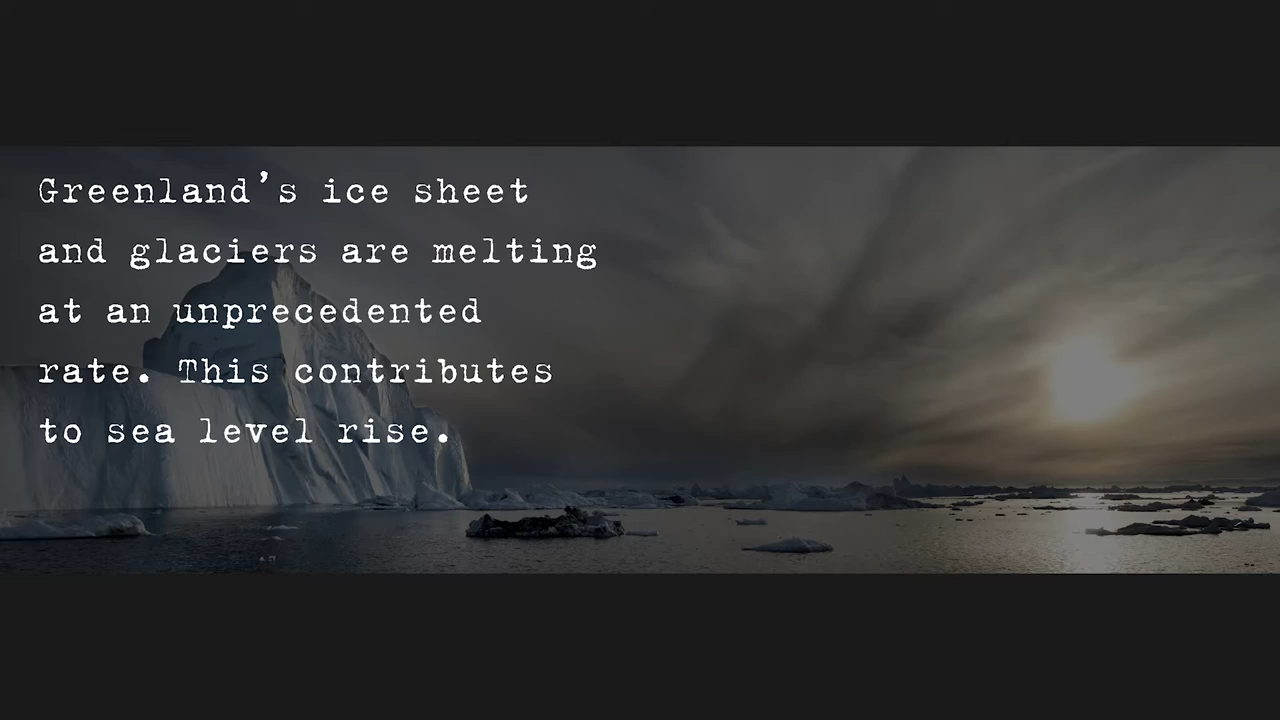 Greenland’s ice sheet
and glaciers are melting
at an unprecedented
rate. This contributes
to sea level rise.